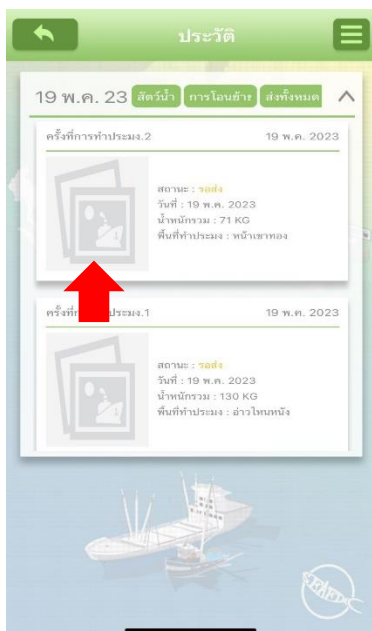 ประวัติ
19 พ.ค. 23 สัตว์น้ำ การโอนย้าย ส่งทั้งหมด
ครั้งที่การทำประมง.2 19 พ.ค. 2023
สถานะ : รอส่ง
วันที่ : 19 พ.ค. 2023
น้ำหนักรวม : 71 KG
พื้นที่ทำประมง : หน้าเขาทอง
ประมง.1 19 พ.ค. 2023
สถานะ : รอส่ง
วันที่ : 19 พ.ค. 2023
น้ำหนักรวม : 130 KG
พื้นที่ทำประมง : อ่าวไหนหนัง